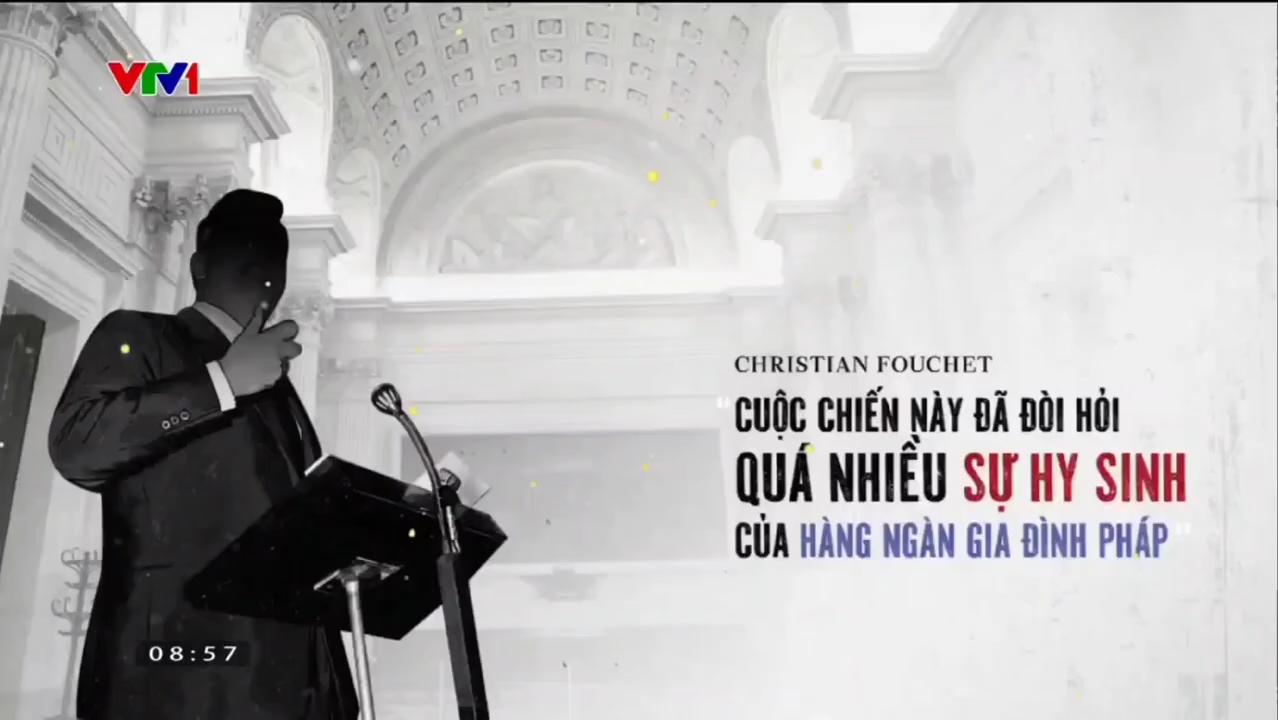 VTV1
CHRISTIAN FOUCHET
“CUỘC CHIẾN NÀY ĐÃ ĐÒI HỎI
QUÁ NHIỀU SỰ HY SINH
CỦA HÀNG NGÀN GIA ĐÌNH PHÁP”
08:57